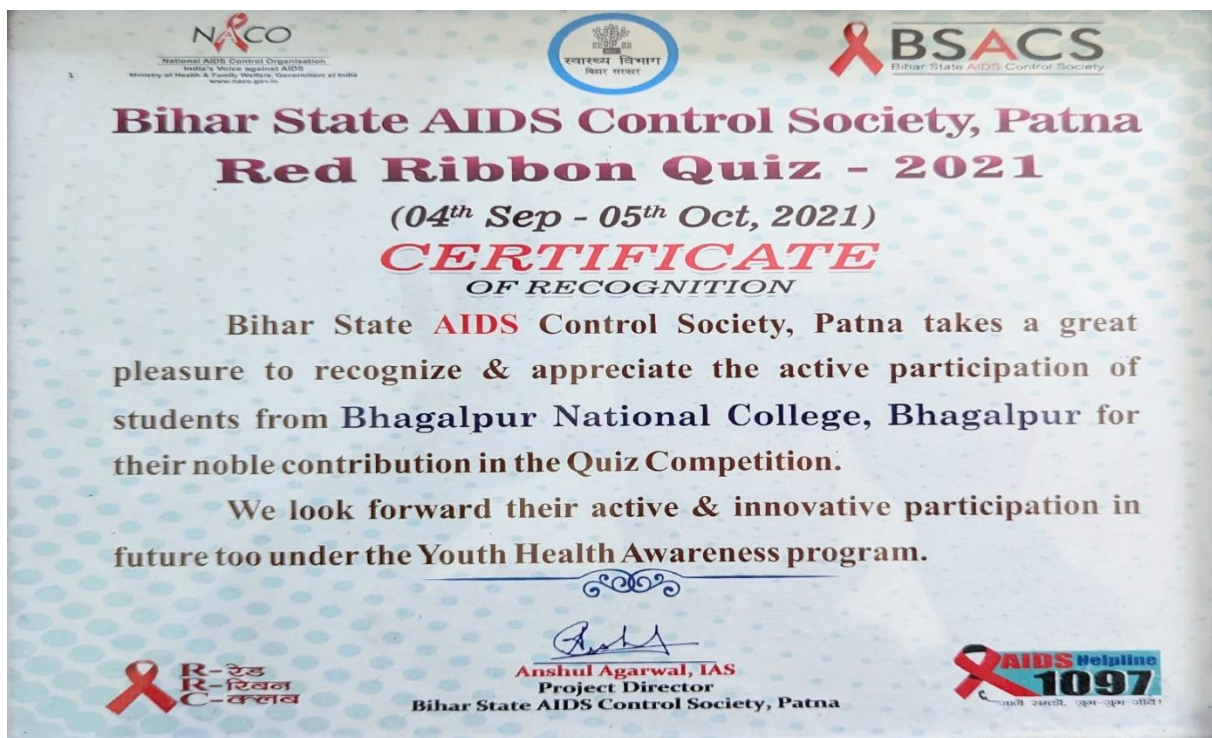 NACO
National AIDS Control Organisation
India's Voice against AIDS
Ministry of Health & Family Welfare, Government of India
www.naco.gov.in
स्वास्थ्य विभाग
बिहार सरकार
BSACS
Bihar State AIDS Control Society
Bihar State AIDS Control Society, Patna
Red Ribbon Quiz - 2021
(04th Sep - 05th Oct, 2021)
CERTIFICATE
OF RECOGNITION
Bihar State AIDS Control Society, Patna takes a great
pleasure to recognize & appreciate the active participation of
students from Bhagalpur National College, Bhagalpur for
their noble contribution in the Quiz Competition.
We look forward their active & innovative participation in
future too under the Youth Health Awareness program.
Anshul Agarwal, IAS
Project Director
Bihar State AIDS Control Society, Patna
R-रेड
R-रिबन
C-क्लब
AIDS Helpline
1097